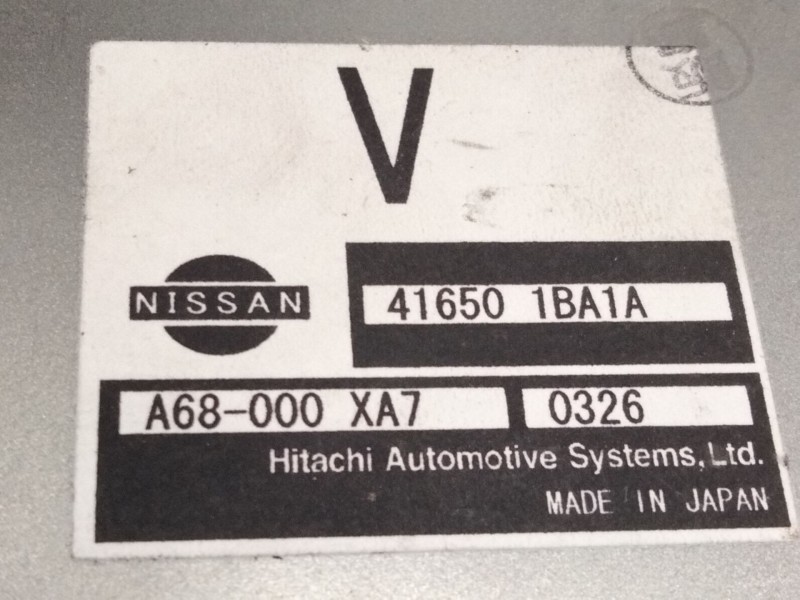 V
NISSAN
41650 1BA1A
A68-000 XA7
0326
Hitachi Automotive Systems, Ltd.
MADE IN JAPAN